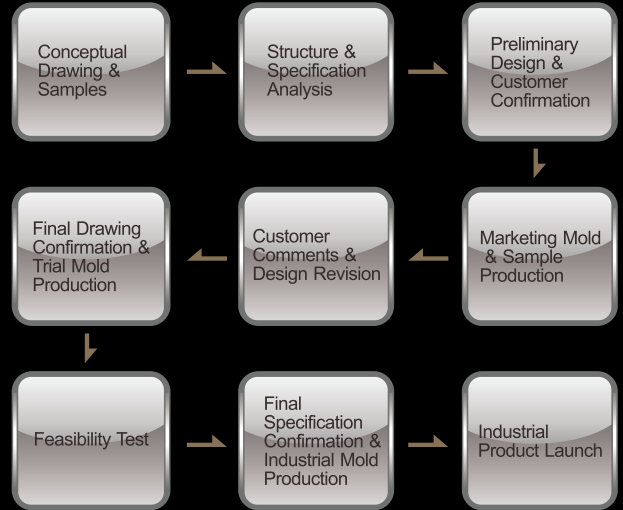 Conceptual
Drawing &
Samples
Structure &
Specification
Analysis
Preliminary
Design &
Customer
Confirmation
Marketing Mold
& Sample
Production
Customer
Comments &
Design Revision
Final Drawing
Confirmation &
Trial Mold
Production
Feasibility Test
Final
Specification
Confirmation &
Industrial Mold
Production
Industrial
Product Launch